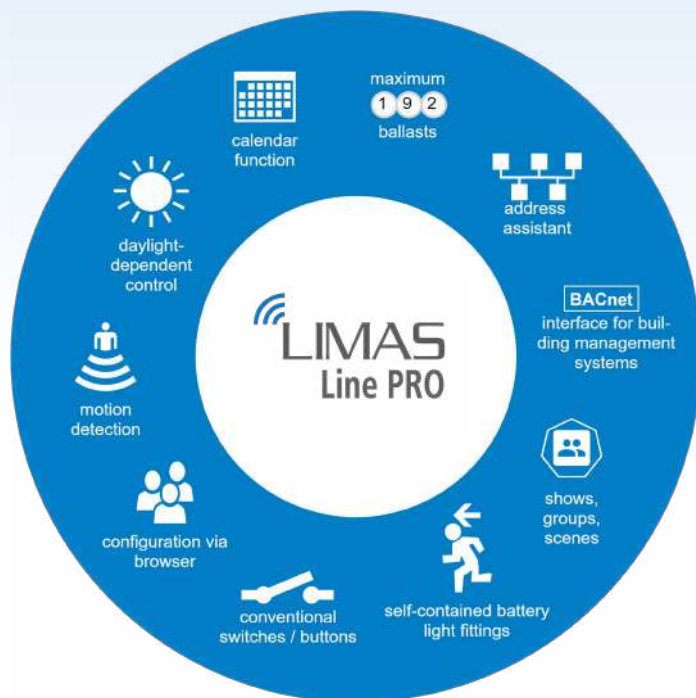 maximum
1 9 2
ballasts
address
assistant
BACnet
interface for buil-
ding management
systems
shows,
groups,
scenes
self-contained battery
light fittings
conventional
switches / buttons
configuration via
browser
motion
detection
daylight-
dependent
control
calendar
function
LIMAS
Line PRO